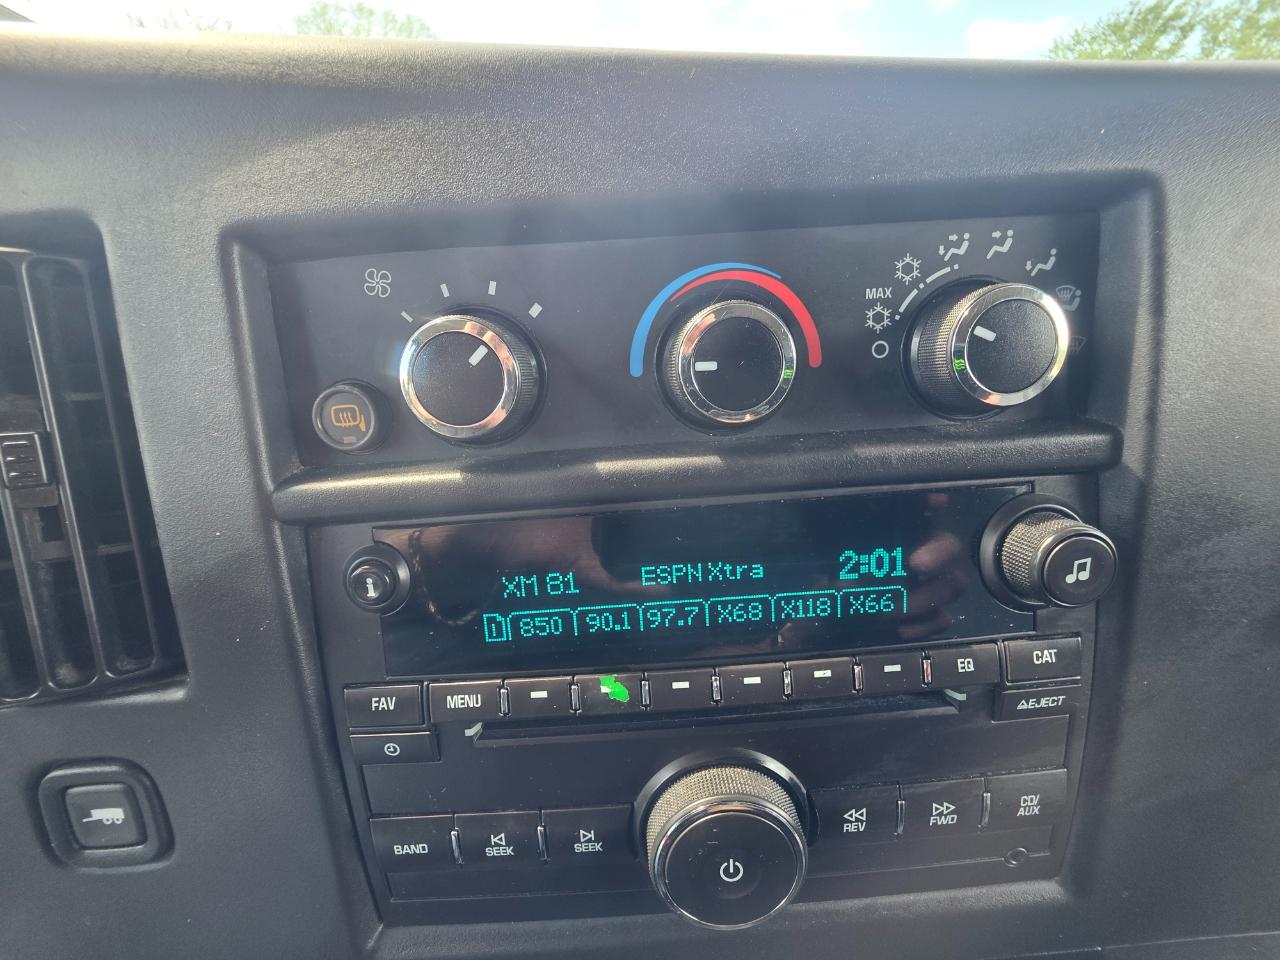 MAX
XM 81 ESPN Xtra 2:01
1 850 90.1 97.7 X68 X118 X66
i
FAV MENU EQ CAT
EJECT
BAND SEEK SEEK REV FWD CD/
AUX